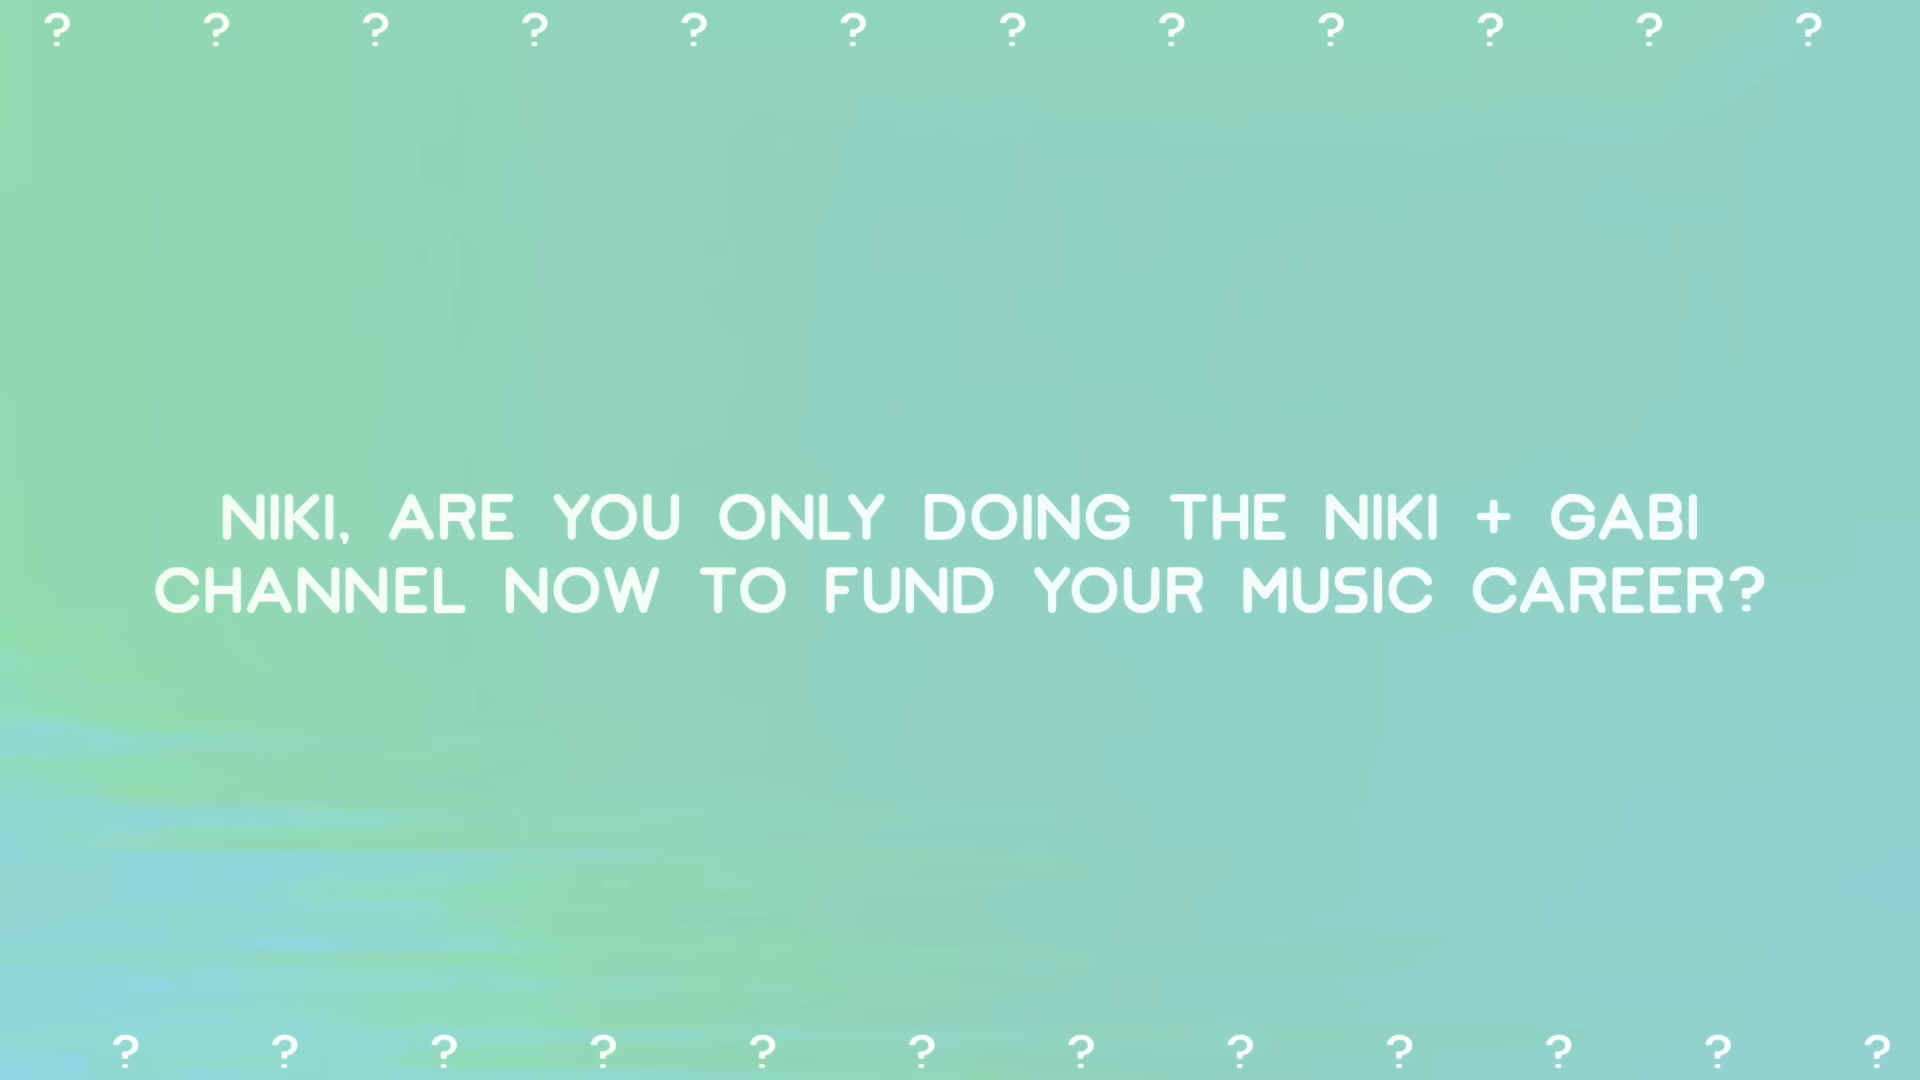 ? ? ? ? ? ? ? ? ? ? ? ?
NIKI, ARE YOU ONLY DOING THE NIKI + GABI
CHANNEL NOW TO FUND YOUR MUSIC CAREER?
? ? ? ? ? ? ? ? ? ? ? ?